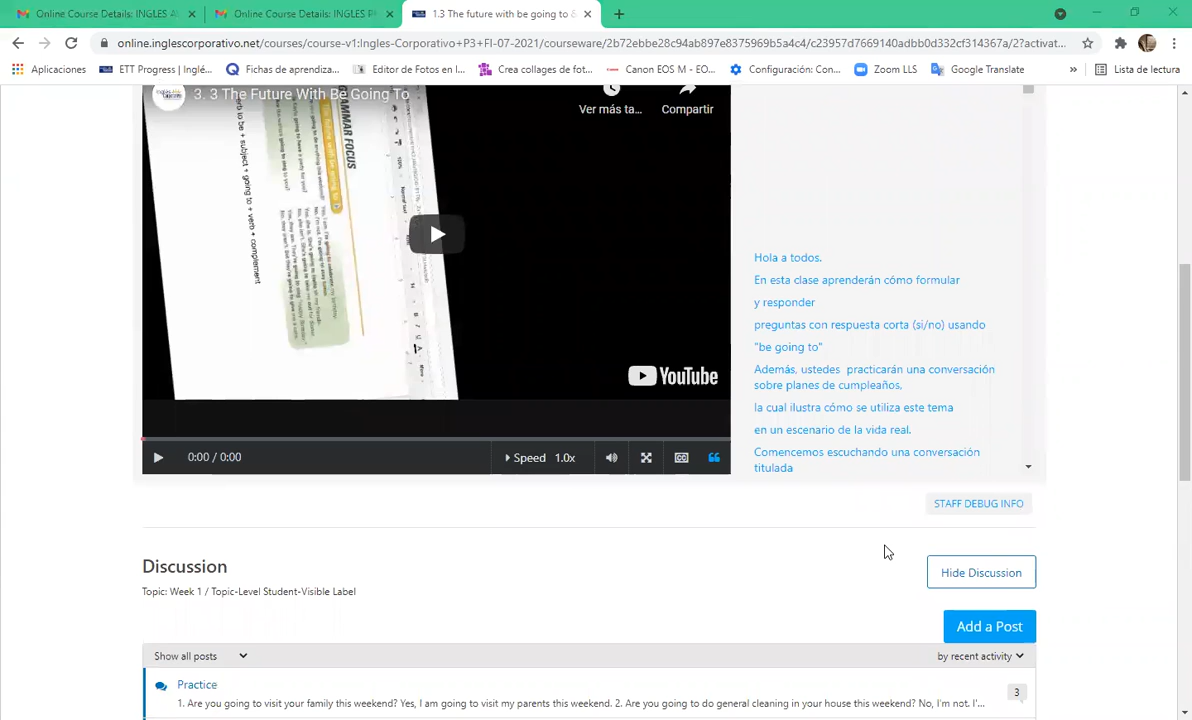 Online Course Details: INGLES A
Online Course Details: INGLES P
1.3 The future with be going to &
online.inglescorporativo.net/courses/course-v1:Ingles-Corporativo+P3+FI-07-2021/courseware/2b72ebbe28c94ab897e8375969b5a4c4/c23957d7669140adbb0d332cf314367a/2?activat...
Aplicaciones ETT Progress | Inglé... Fichas de aprendiza... Editor de Fotos en l... Crea collages de fot... Canon EOS M - EO... Configuración: Con... Zoom LLS Google Translate » Lista de lectura
3. 3 The Future With Be Going To
Ver más ta... Compartir
GRAMMAR FOCUS
verb to be + subject + going to + verb + complement
YouTube
0:00 / 0:00 Speed 1.0x
Hola a todos.
En esta clase aprenderán cómo formular
y responder
preguntas con respuesta corta (si/no) usando
"be going to"
Además, ustedes practicarán una conversación
sobre planes de cumpleaños,
la cual ilustra cómo se utiliza este tema
en un escenario de la vida real.
Comencemos escuchando una conversación
titulada
STAFF DEBUG INFO
Discussion
Hide Discussion
Topic: Week 1 / Topic-Level Student-Visible Label
Add a Post
Show all posts by recent activity
Practice 3
1. Are you going to visit your family this weekend? Yes, I am going to visit my parents this weekend. 2. Are you going to do general cleaning in your house this weekend? No, I'm not. I'...